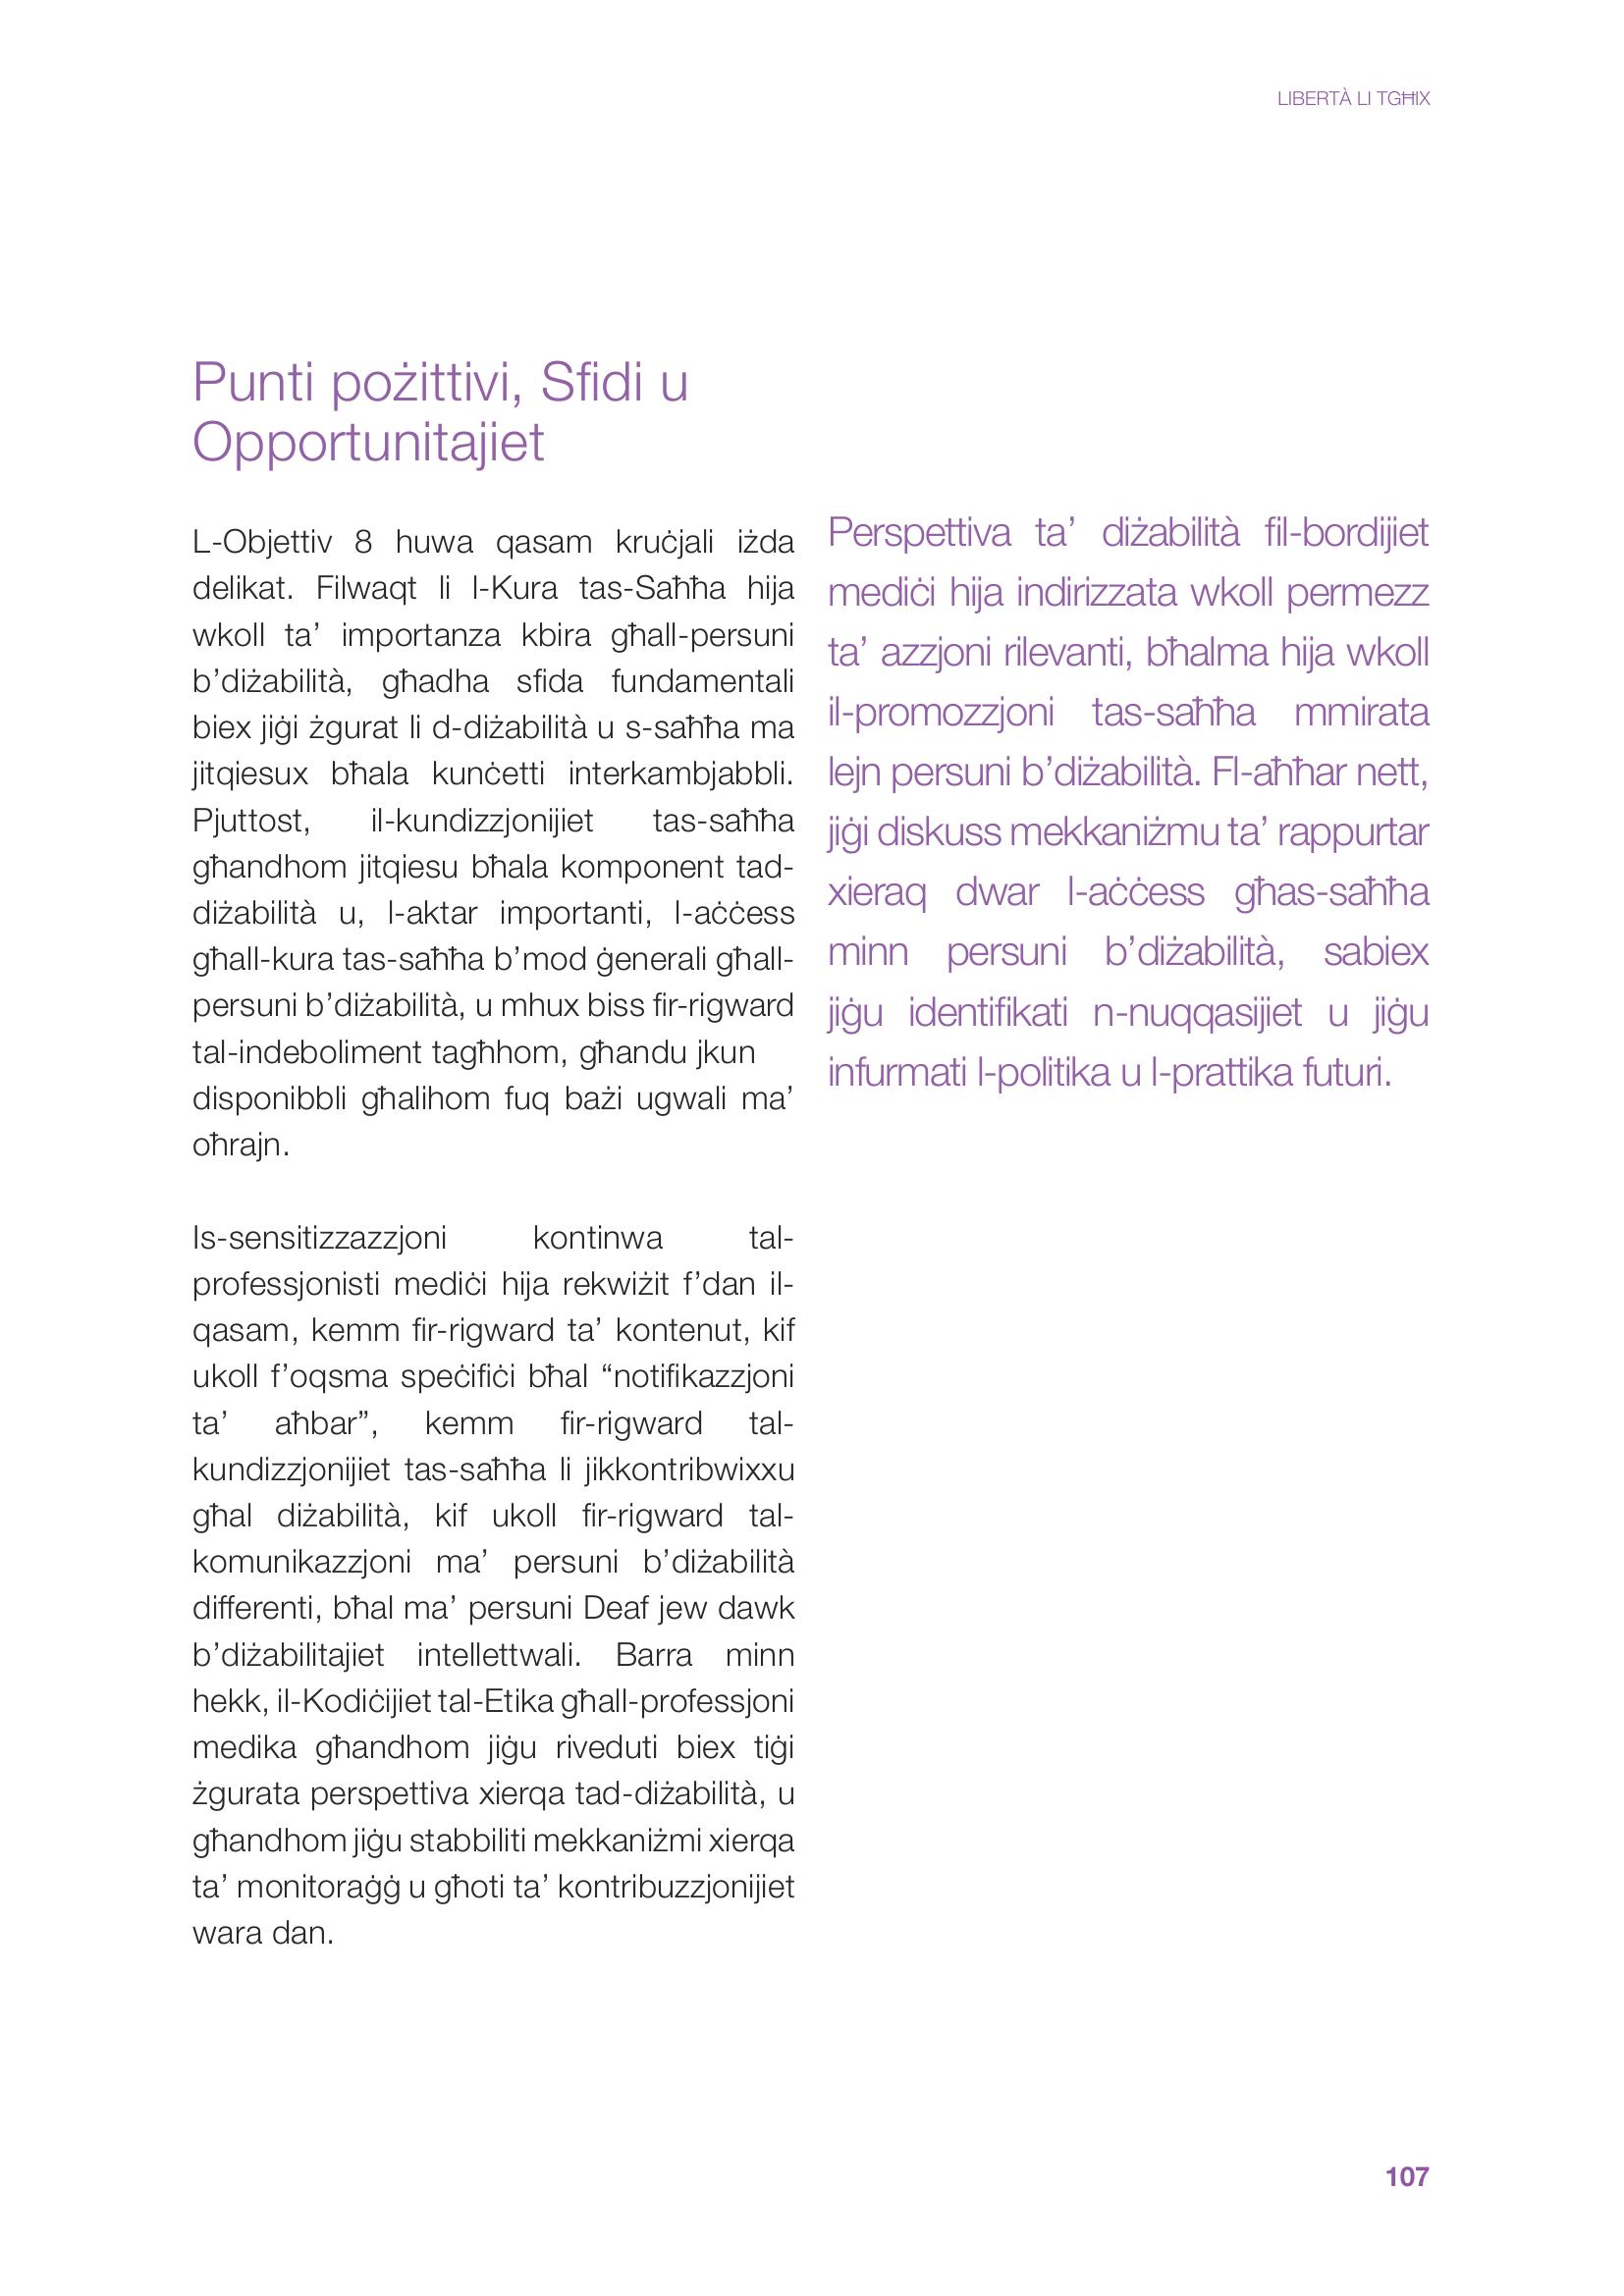 LIBERTÀ LI TGĦIX
Punti pożittivi, Sfidi u
Opportunitajiet
L-Objettiv 8 huwa qasam kruċjali iżda
delikat. Filwaqt li l-Kura tas-Saħħa hija
wkoll ta’ importanza kbira għall-persuni
b’diżabilità, għadha sfida fundamentali
biex jiġi żgurat li d-diżabilità u s-saħħa ma
jitqiesux bħala kunċetti interkambjabbli.
Pjuttost, il-kundizzjonijiet tas-saħħa
għandhom jitqiesu bħala komponent tad-
diżabilità u, l-aktar importanti, l-aċċess
għall-kura tas-saħħa b’mod ġenerali għall-
persuni b’diżabilità, u mhux biss fir-rigward
tal-indeboliment tagħhom, għandu jkun
disponibbli għalihom fuq bażi ugwali ma’
oħrajn.
Is-sensitizzazzjoni kontinwa tal-
professjonisti mediċi hija rekwiżit f’dan il-
qasam, kemm fir-rigward ta’ kontenut, kif
ukoll f’oqsma speċifiċi bħal “notifikazzjoni
ta’ aħbar”, kemm fir-rigward tal-
kundizzjonijiet tas-saħħa li jikkontribwixxu
għal diżabilità, kif ukoll fir-rigward tal-
komunikazzjoni ma’ persuni b’diżabilità
differenti, bħal ma’ persuni Deaf jew dawk
b’diżabilitajiet intellettwali. Barra minn
hekk, il-Kodiċijiet tal-Etika għall-professjoni
medika għandhom jiġu riveduti biex tiġi
żgurata perspettiva xierqa tad-diżabilità, u
għandhom jiġu stabbiliti mekkaniżmi xierqa
ta’ monitoraġġ u għoti ta’ kontribuzzjonijiet
wara dan.
Perspettiva ta’ diżabilità fil-bordijiet
mediċi hija indirizzata wkoll permezz
ta’ azzjoni rilevanti, bħalma hija wkoll
il-promozzjoni tas-saħħa mmirata
lejn persuni b’diżabilità. Fl-aħħar nett,
jiġi diskuss mekkaniżmu ta’ rappurtar
xieraq dwar l-aċċess għas-saħħa
minn persuni b’diżabilità, sabiex
jiġu identifikati n-nuqqasijiet u jiġu
infurmati l-politika u l-prattika futuri.
107